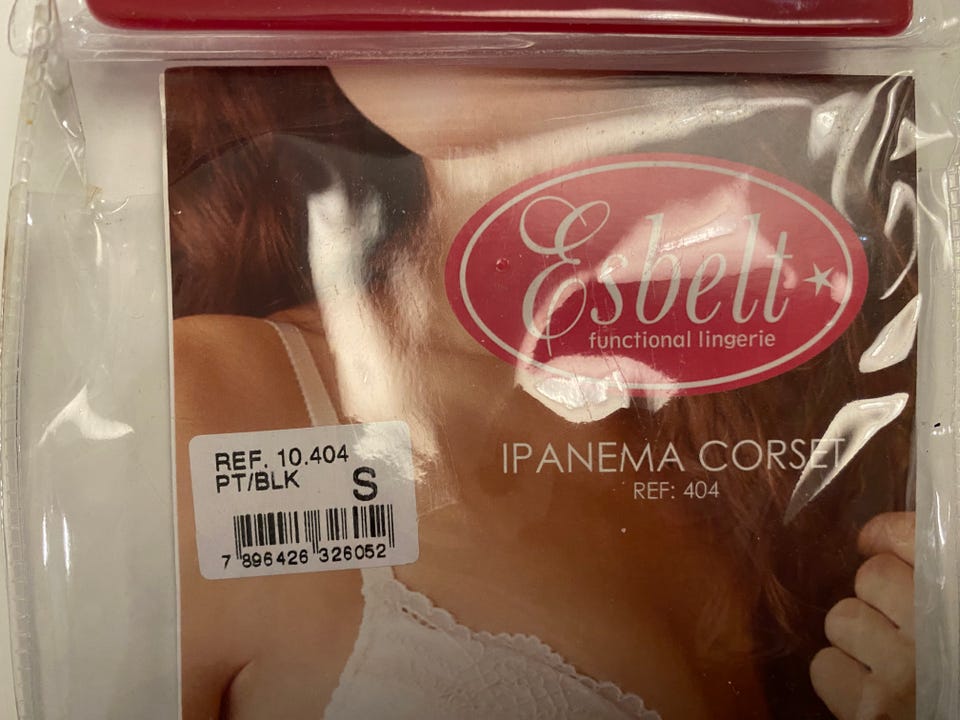 Esbelt
functional lingerie
IPANEMA CORSET
REF: 404
REF. 10.404
PT/BLK S
7 896426 326052